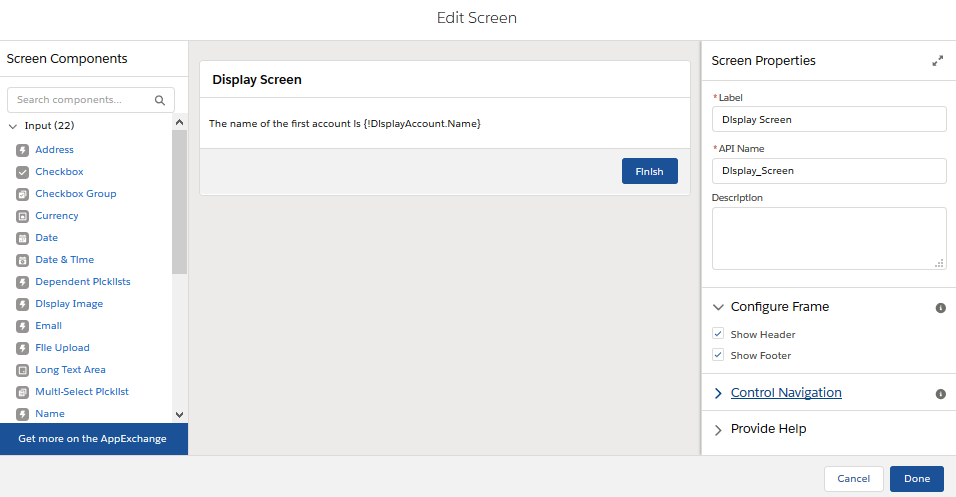 Edit Screen
Screen Components
Search components...
Input (22)
Address
Checkbox
Checkbox Group
Currency
Date
Date & Time
Dependent Picklists
Display Image
Email
File Upload
Long Text Area
Multi-Select Picklist
Name
Get more on the AppExchange
Display Screen
The name of the first account is {!DisplayAccount.Name}
Finish
Screen Properties
*Label
Display Screen
*API Name
Display_Screen
Description
Configure Frame
Show Header
Show Footer
Control Navigation
Provide Help
Cancel
Done